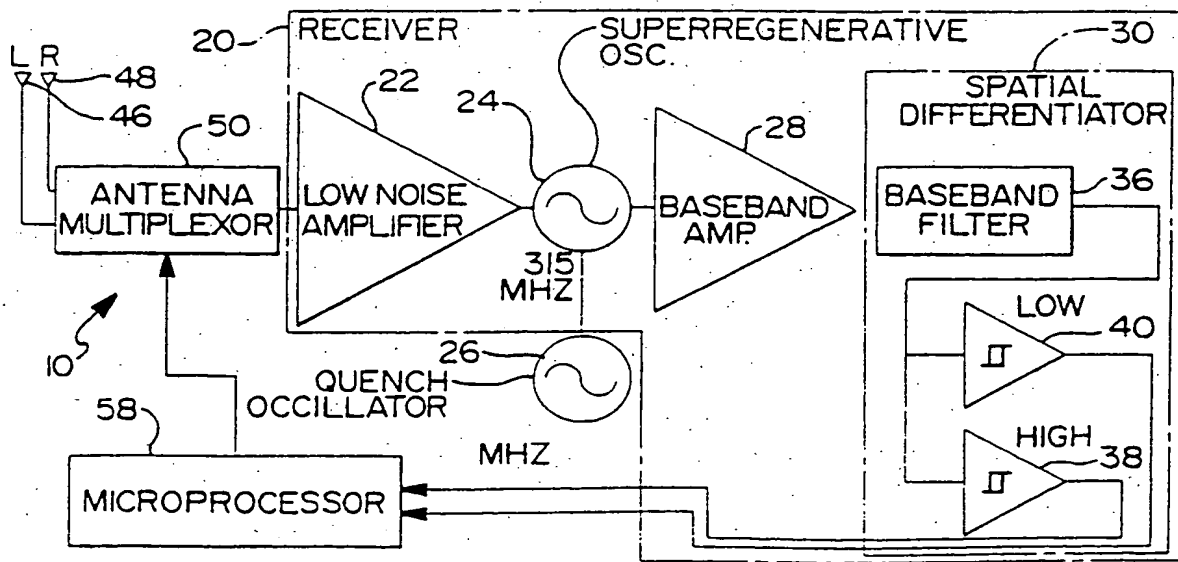 20
RECEIVER
SUPERREGENERATIVE
OSC.
30
L R
48
46
22
24
28
SPATIAL
DIFFERENTIATOR
50
ANTENNA
MULTIPLEXOR
LOW NOISE
AMPLIFIER
BASEBAND
AMP.
BASEBAND
FILTER
36
315
MHZ
LOW
40
10
26
QUENCH
OCCILLATOR
HIGH
38
58
MHZ
MICROPROCESSOR